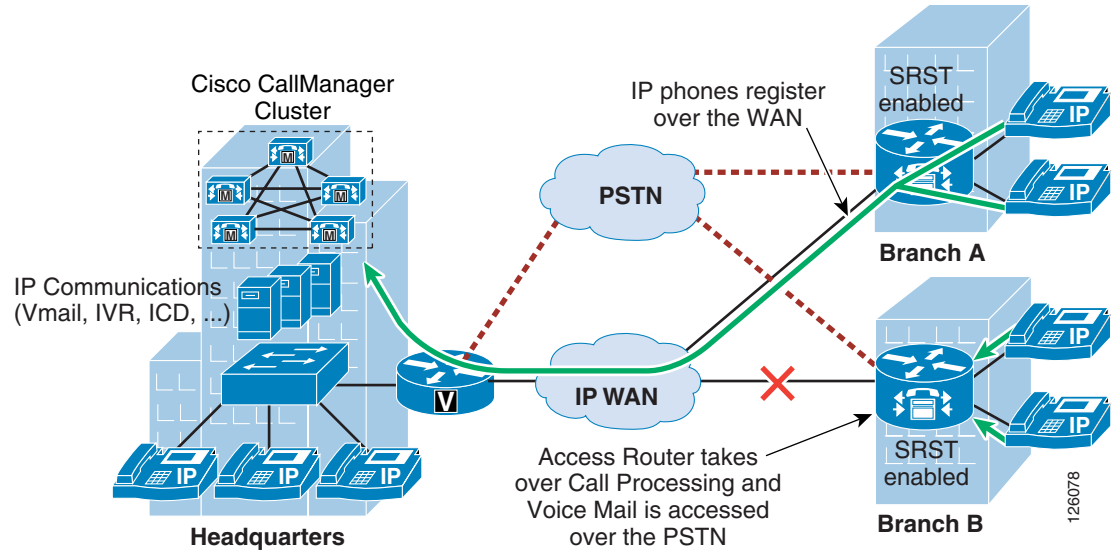 Cisco CallManager
Cluster
M
M
M
M
M
IP Communications
(Vmail, IVR, ICD, ...)
V
IP
IP
IP
Headquarters
PSTN
IP WAN
IP phones register
over the WAN
SRST
enabled
IP
IP
Branch A
IP
IP
SRST
enabled
Branch B
Access Router takes
over Call Processing and
Voice Mail is accessed
over the PSTN
126078